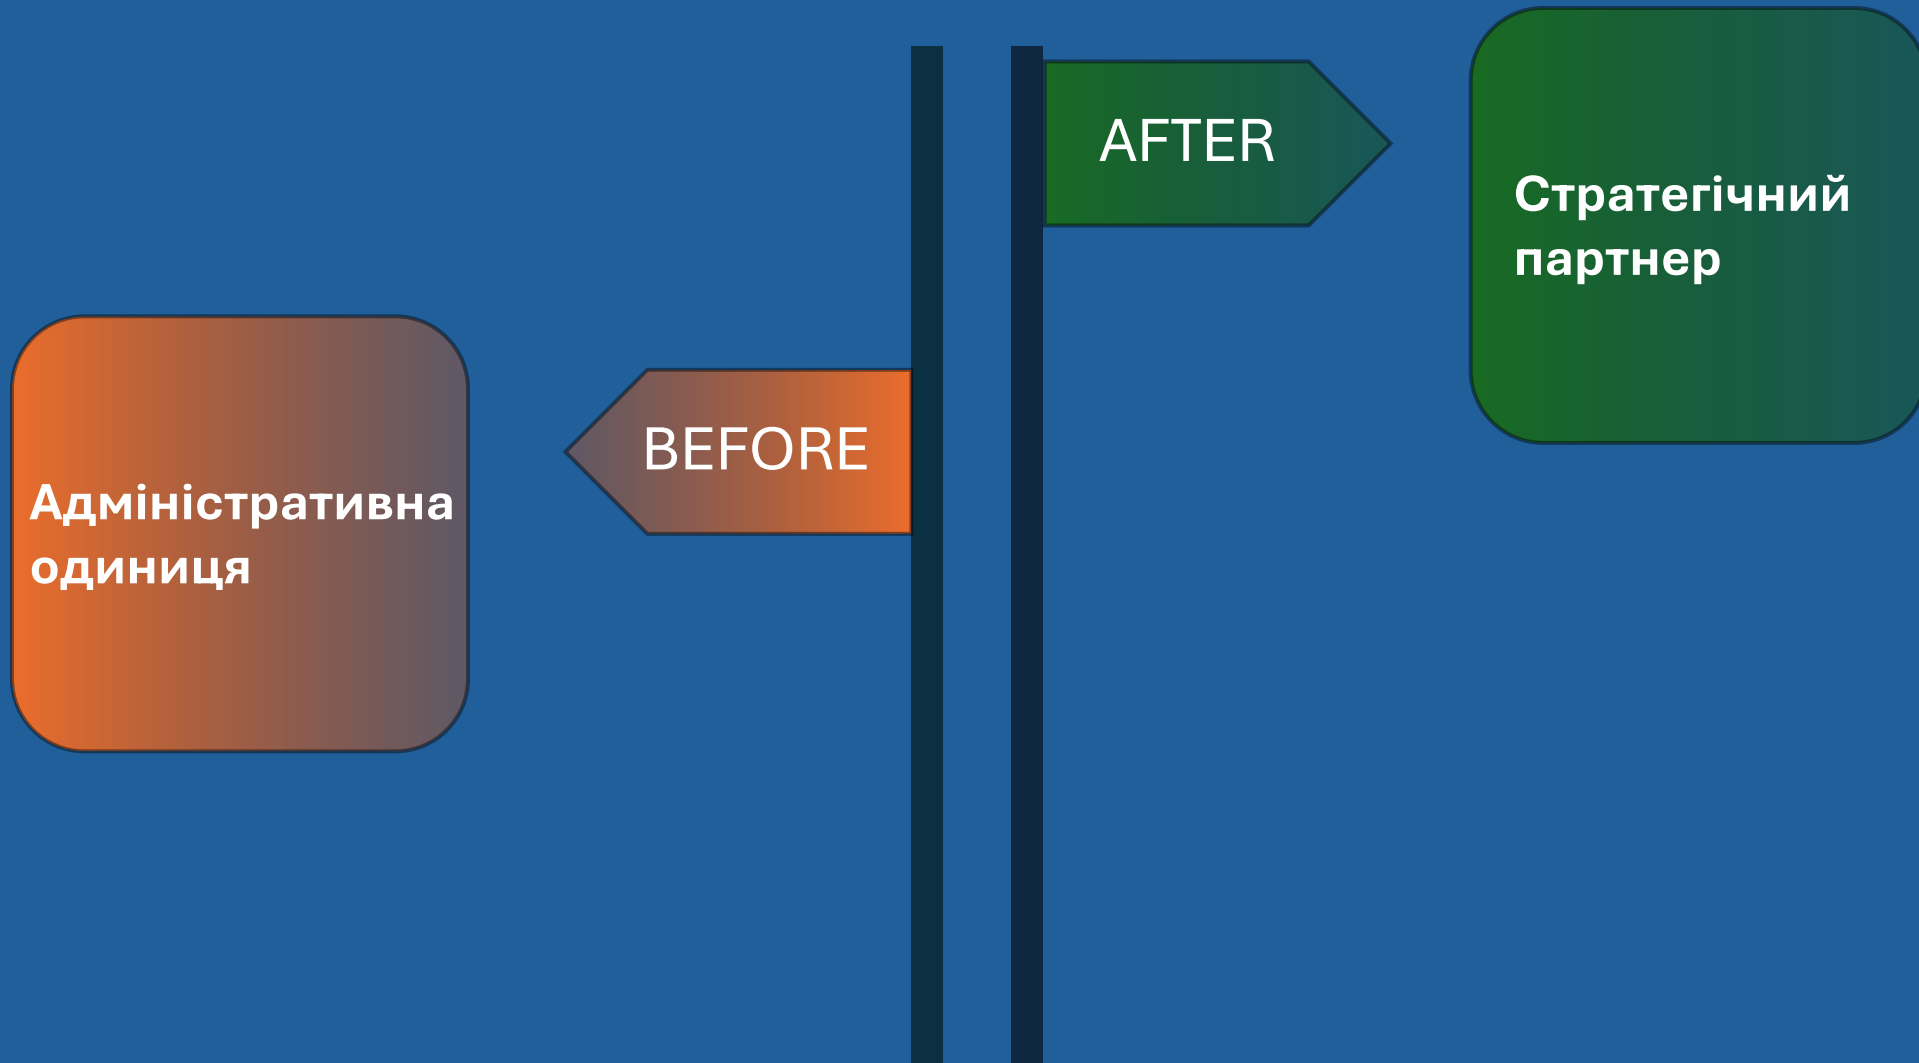 AFTER
Стратегічний
партнер
BEFORE
Адміністративна
одиниця